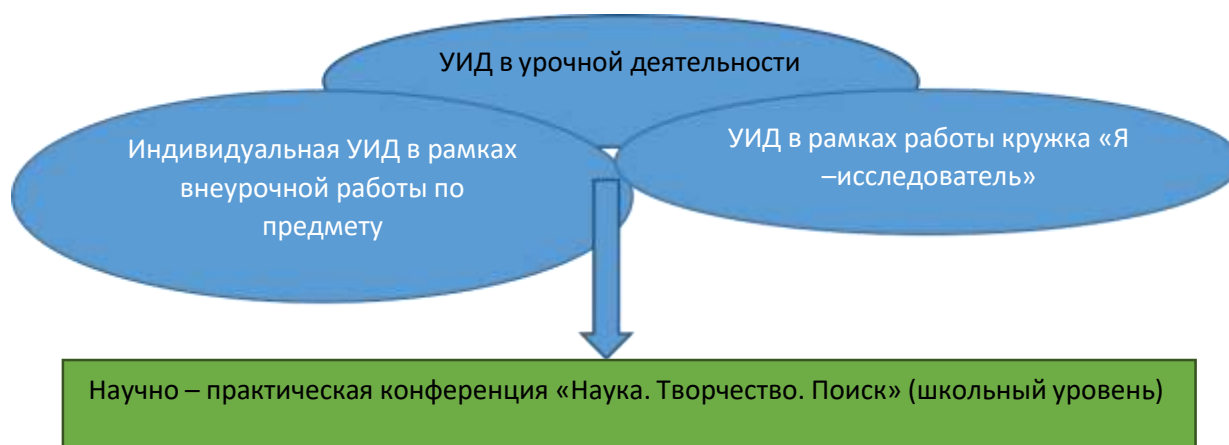 УИД в урочной деятельности
Индивидуальная УИД в рамках
внеурочной работы по
предмету
УИД в рамках работы кружка «Я
–исследователь»
Научно – практическая конференция «Наука. Творчество. Поиск» (школьный уровень)